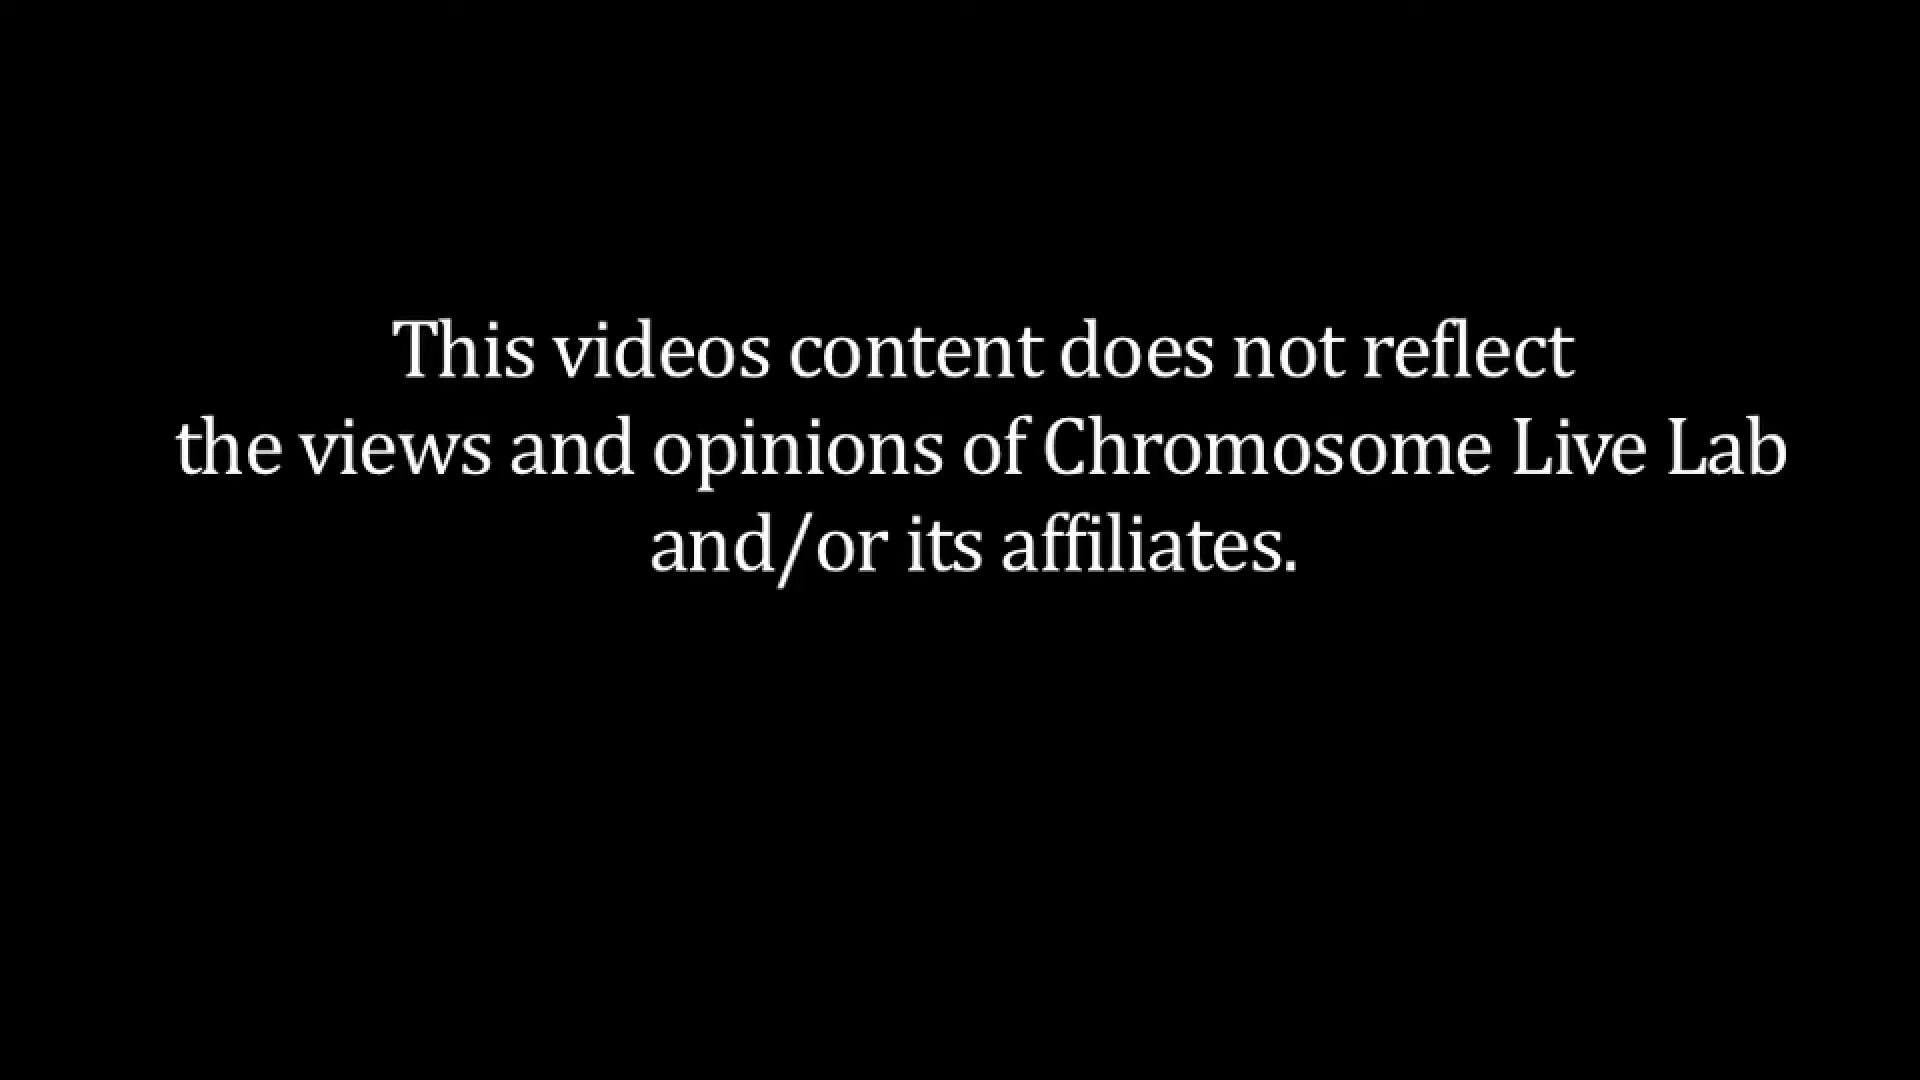 This videos content does not reflect
the views and opinions of Chromosome Live Lab
and/or its affiliates.